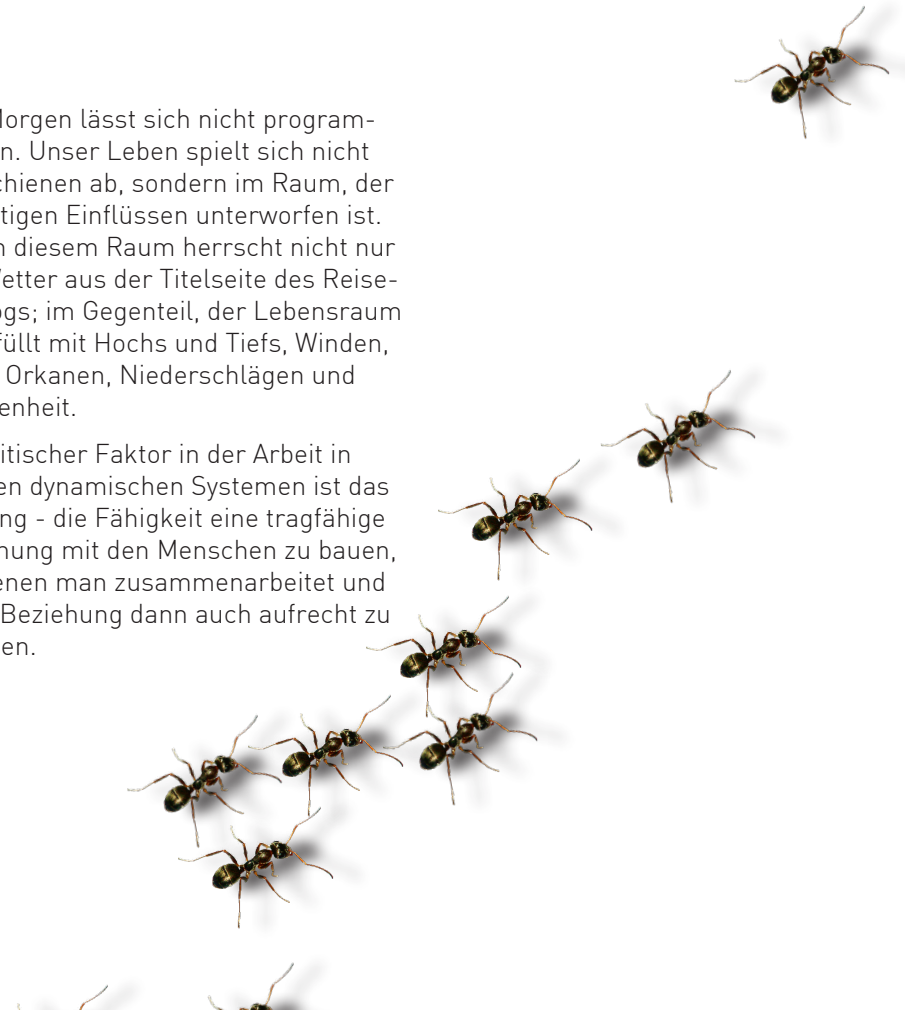 orgen lässt sich nicht program-
n. Unser Leben spielt sich nicht
chienen ab, sondern im Raum, der
tigen Einflüssen unterworfen ist.
n diesem Raum herrscht nicht nur
etter aus der Titelseite des Reise-
ogs; im Gegenteil, der Lebensraum
füllt mit Hochs und Tiefs, Winden,
Orkanen, Niederschlägen und
enheit.
itischer Faktor in der Arbeit in
en dynamischen Systemen ist das
ng - die Fähigkeit eine tragfähige
hung mit den Menschen zu bauen,
enen man zusammenarbeitet und
Beziehung dann auch aufrecht zu
en.